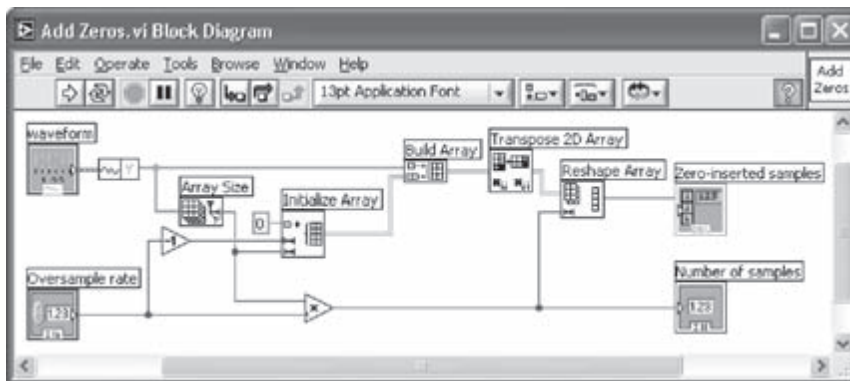 Add Zeros.vi Block Diagram
File Edit Operate Tools Browse Window Help
13pt Application Font
Add Zeros
waveform
Y
Array Size
Initialize Array
Build Array
Transpose 2D Array
Reshape Array
Zero-inserted samples
0
-1
Oversample rate
1.23
×
Number of samples
1.23